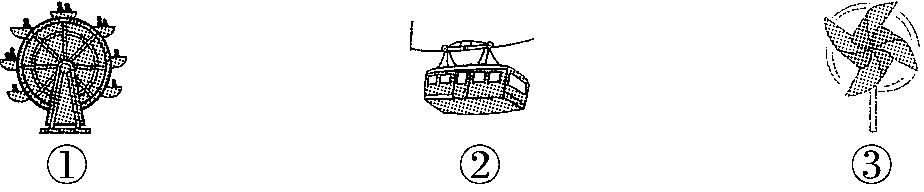 ① ② ③